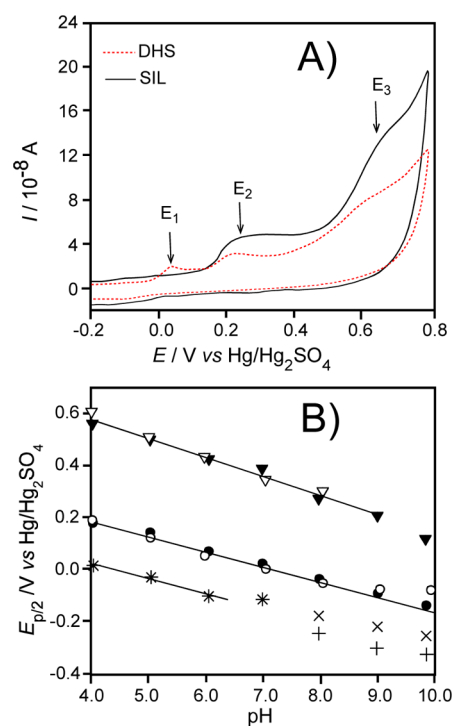 A)
DHS
SIL
E1
E2
E3
24
20
16
12
8
4
0
I / 10-8 A
-0.2 0.0 0.2 0.4 0.6 0.8
E / V vs Hg/Hg2SO4
B)
0.6
0.4
0.2
0.0
-0.2
-0.4
Ep/2 /V vs Hg/Hg2SO4
4.0 5.0 6.0 7.0 8.0 9.0 10.0
pH